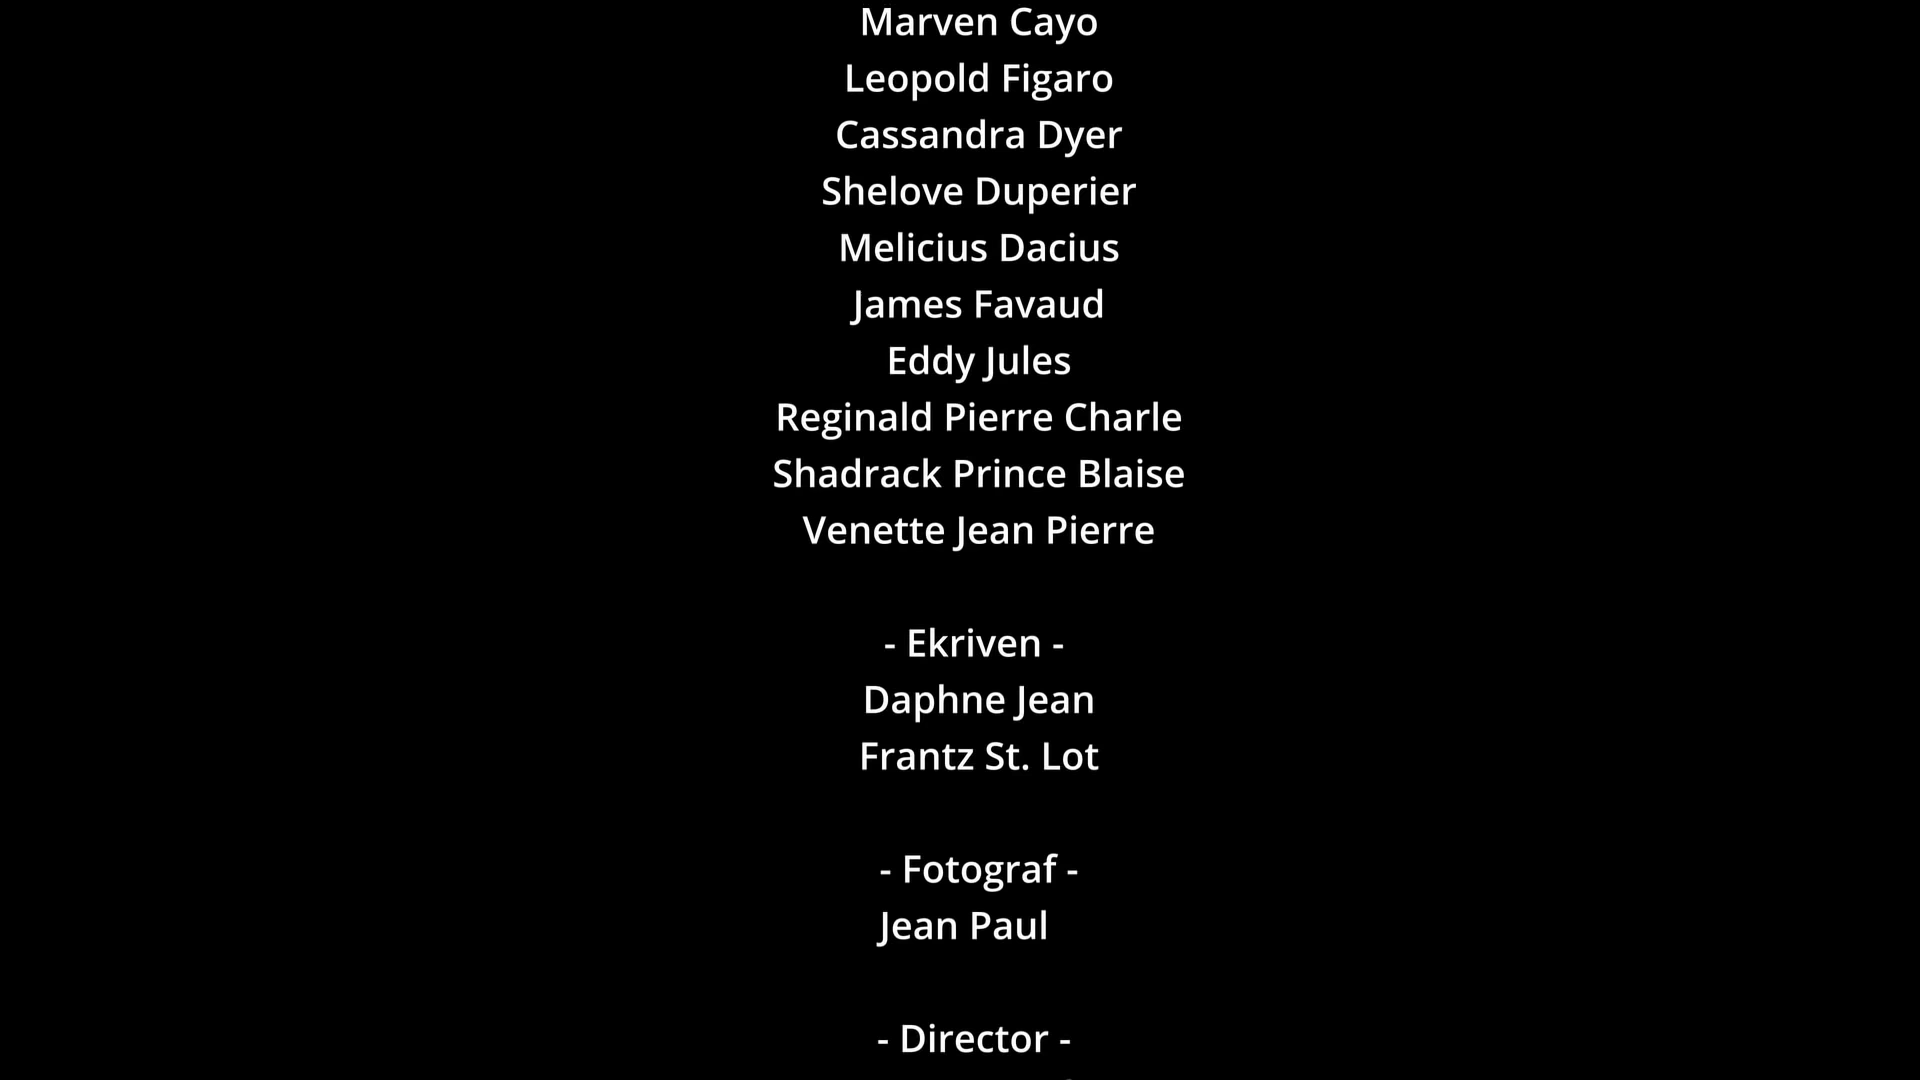 Marven Cayo
Leopold Figaro
Cassandra Dyer
Shelove Duperier
Melicius Dacius
James Favaud
Eddy Jules
Reginald Pierre Charle
Shadrack Prince Blaise
Venette Jean Pierre
- Ekriven -
Daphne Jean
Frantz St. Lot
- Fotograf -
Jean Paul
- Director -